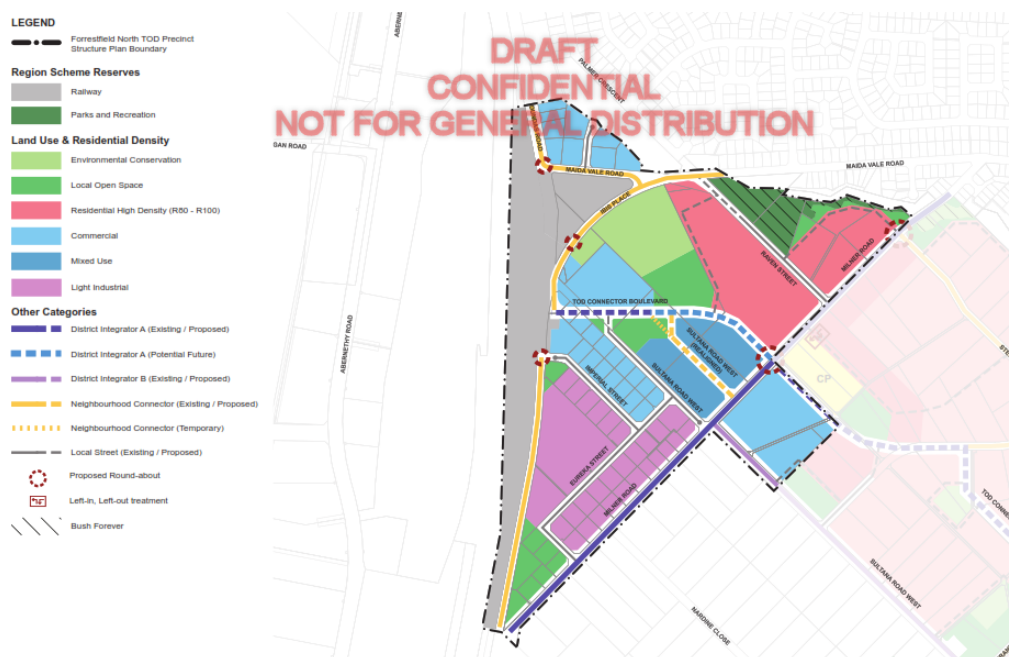 LEGEND
Forrestfield North TOD Precinct
Structure Plan Boundary
Region Scheme Reserves
Railway
Parks and Recreation
Land Use & Residential Density
Environmental Conservation
Local Open Space
Residential High Density (R80 - R100)
Commercial
Mixed Use
Light Industrial
Other Categories
District Integrator A (Existing / Proposed)
District Integrator A (Potential Future)
District Integrator B (Existing / Proposed)
Neighbourhood Connector (Existing / Proposed)
Neighbourhood Connector (Temporary)
Local Street (Existing / Proposed)
Proposed Round-about
Left-in, Left-out treatment
Bush Forever
DRAFT
CONFIDENTIAL
NOT FOR GENERAL DISTRIBUTION
PALMER CRESCENT
MAIDA VALE ROAD
MAIDA VALE ROAD
IBIS PLACE
RAVEN STREET
MILNER ROAD
TOD CONNECTOR BOULEVARD
SULTANA ROAD WEST
(REALIGNED)
SULTANA ROAD WEST
IMPERIAL STREET
EUREKA STREET
MILNER ROAD
ABERNETHY ROAD
CP
SULTANA ROAD WEST
NARDINE CLOSE